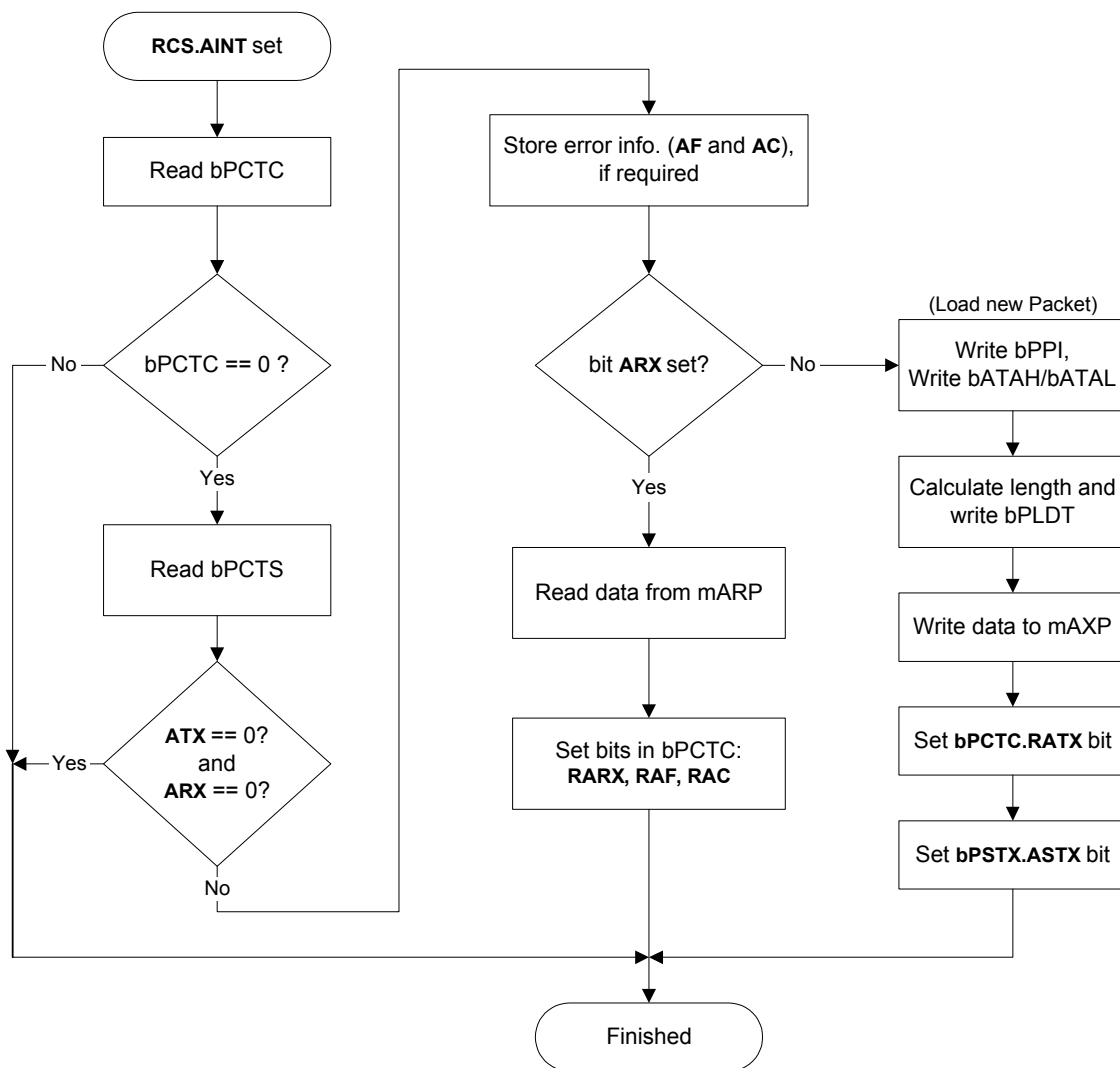 RCS.AINT set
Read bPCTC
bPCTC == 0 ?
No
Yes
Read bPCTS
ATX == 0?
and
ARX == 0?
Yes
No
Store error info. (AF and AC),
if required
bit ARX set?
No
Yes
Read data from mARP
Set bits in bPCTC:
RARX, RAF, RAC
(Load new Packet)
Write bPPI,
Write bATAH/bATAL
Calculate length and
write bPLDT
Write data to mAXP
Set bPCTC.RATX bit
Set bPSTX.ASTX bit
Finished